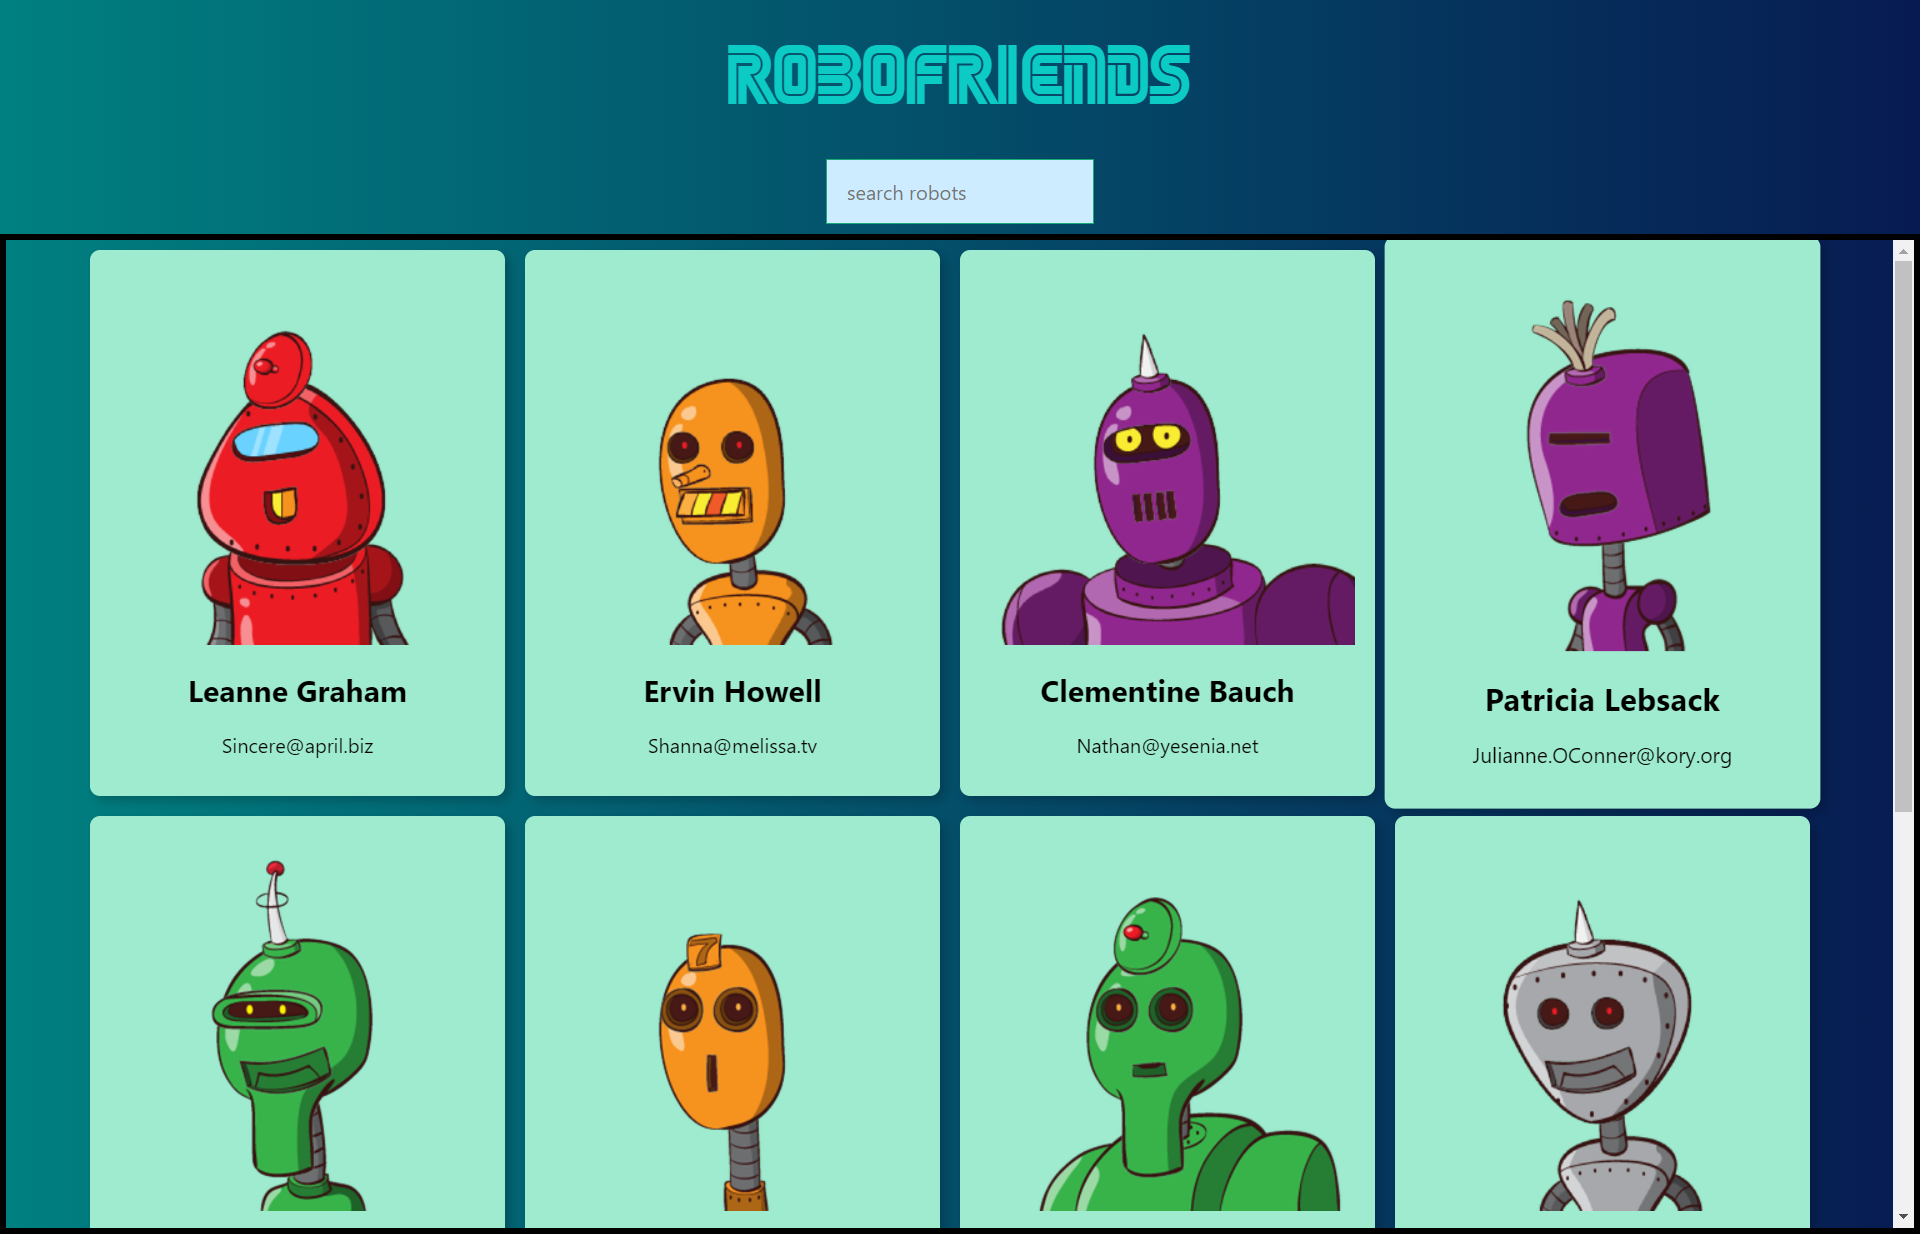 ROBOFRIENDS
search robots
Leanne Graham
Sincere@april.biz
Ervin Howell
Shanna@melissa.tv
Clementine Bauch
Nathan@yesenia.net
Patricia Lebsack
Julianne.OConner@kory.org
7